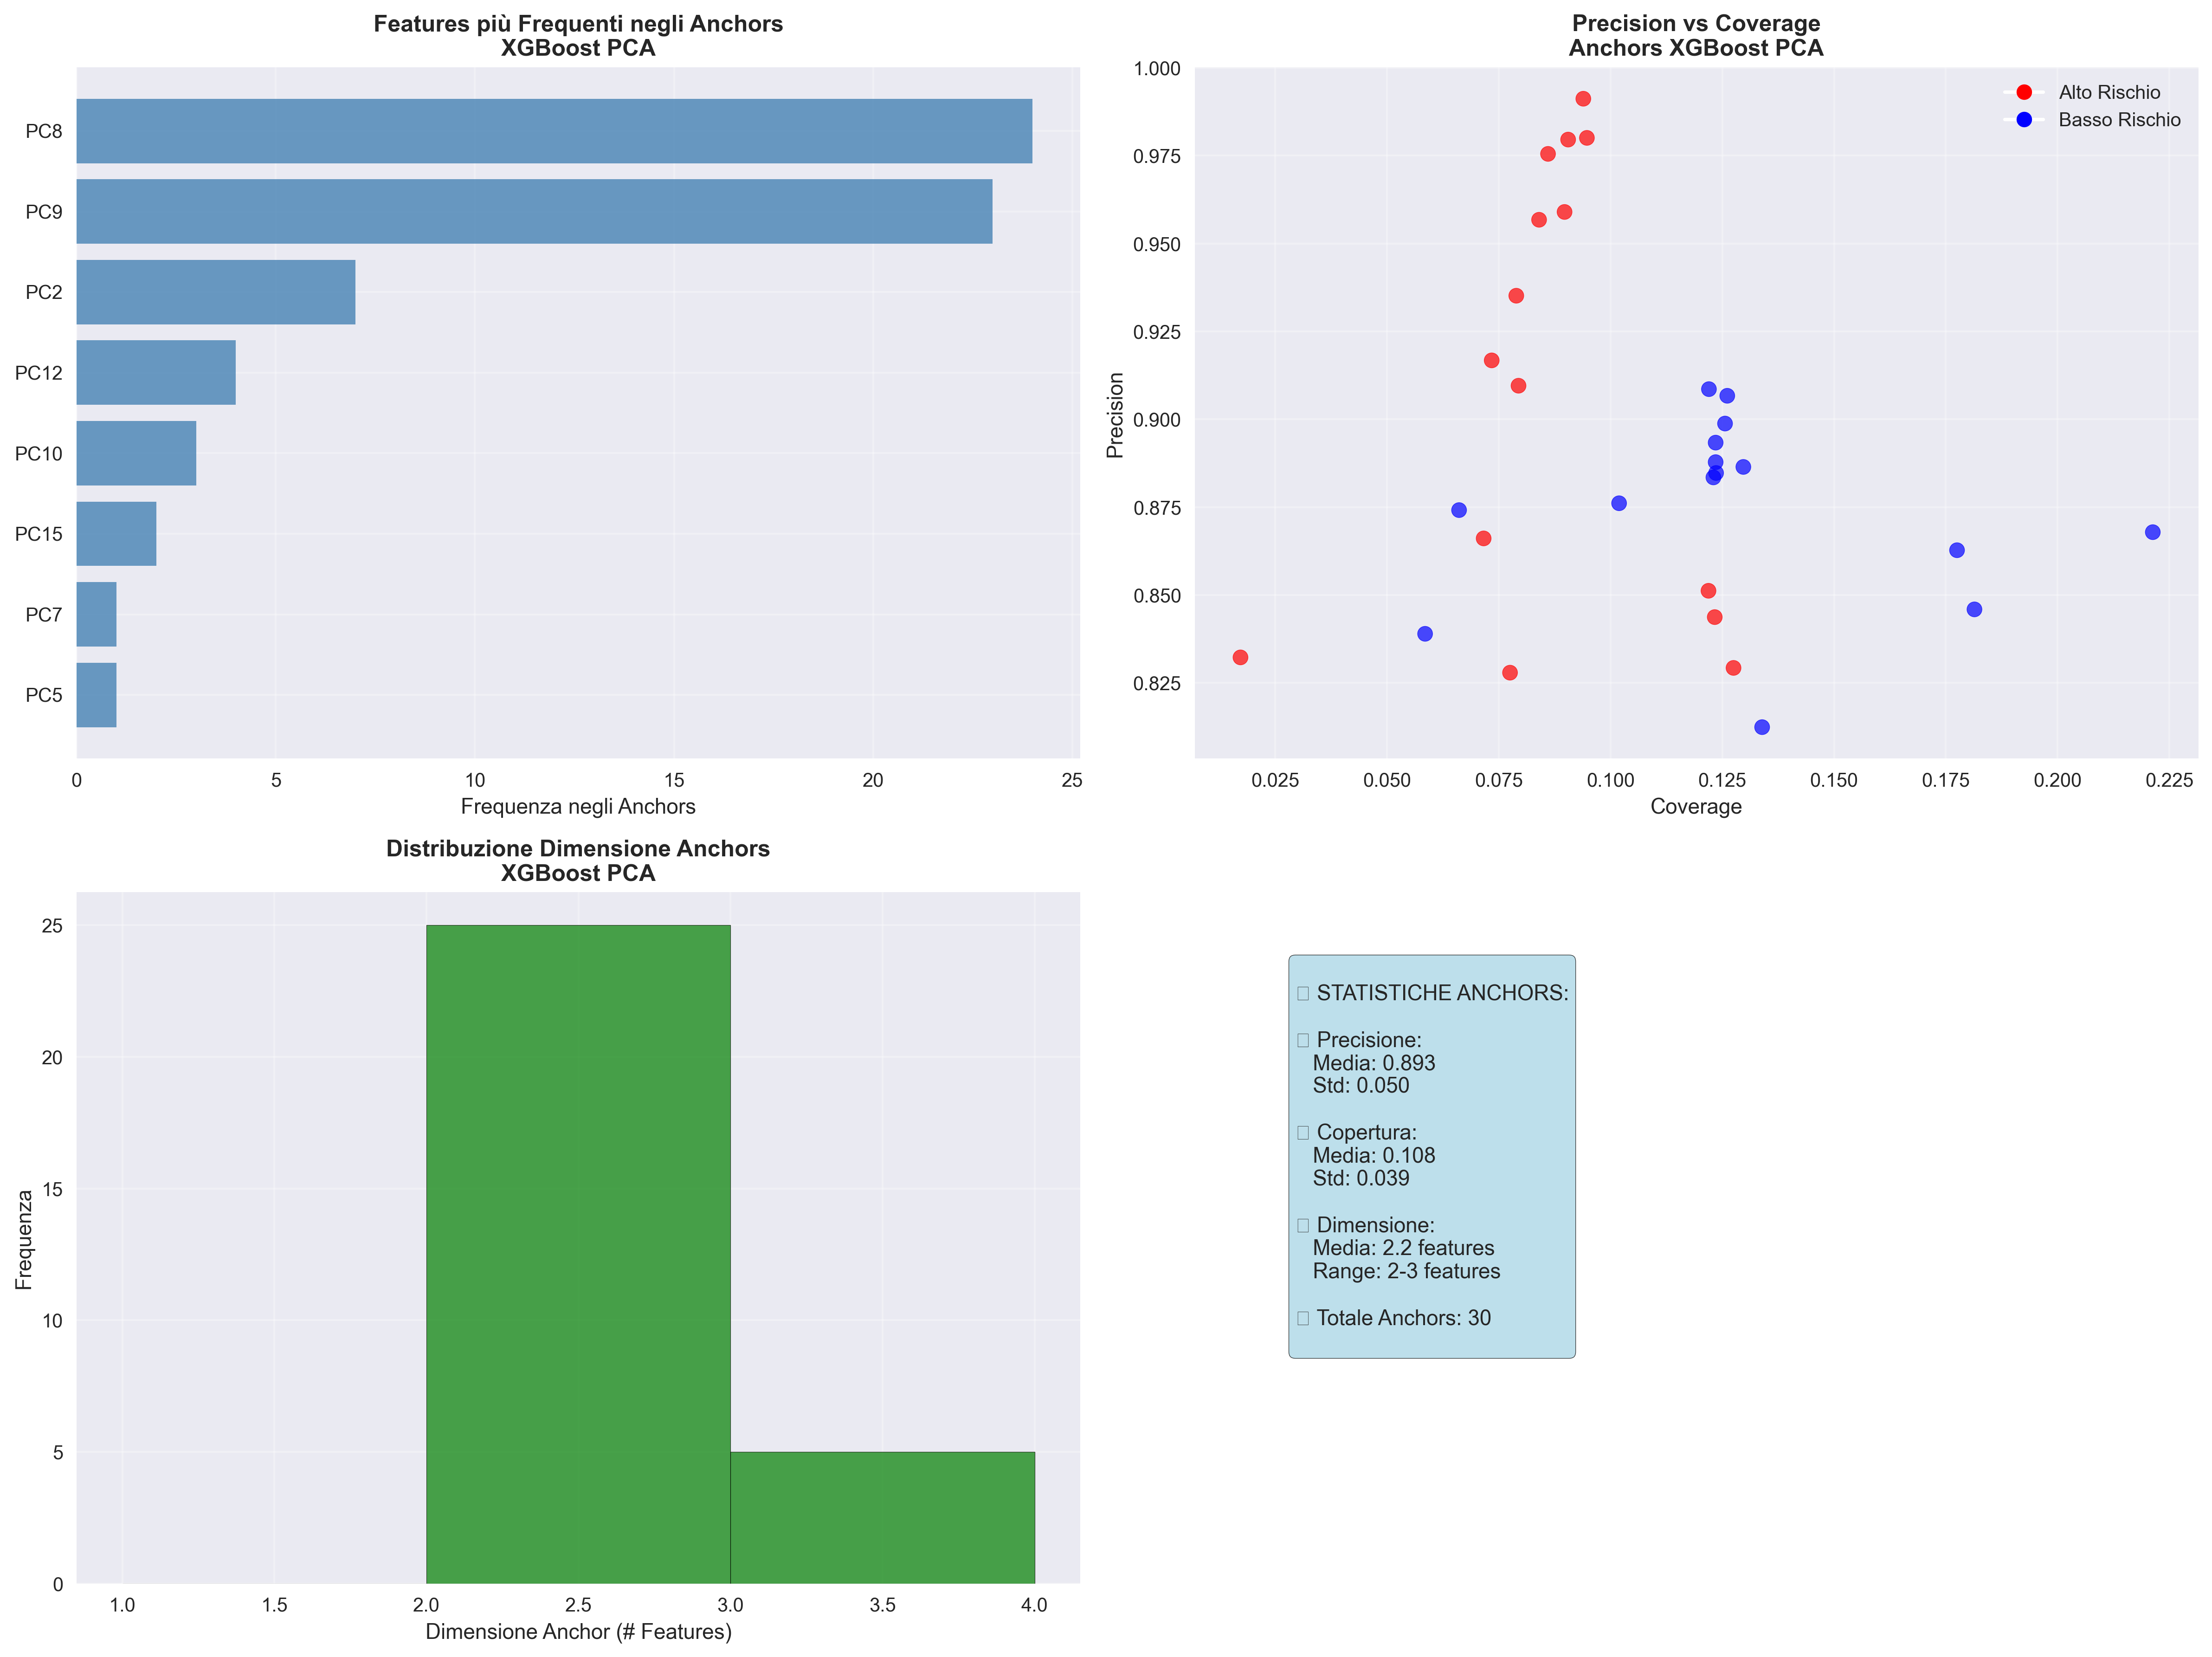 Features più Frequenti negli Anchors
XGBoost PCA
PC8
PC9
PC2
PC12
PC10
PC15
PC7
PC5
0 5 10 15 20 25
Frequenza negli Anchors
Precision vs Coverage
Anchors XGBoost PCA
Alto Rischio
Basso Rischio
Precision
1.000
0.975
0.950
0.925
0.900
0.875
0.850
0.825
0.025 0.050 0.075 0.100 0.125 0.150 0.175 0.200 0.225
Coverage
Distribuzione Dimensione Anchors
XGBoost PCA
Frequenza
25
20
15
10
5
0
1.0 1.5 2.0 2.5 3.0 3.5 4.0
Dimensione Anchor (# Features)
STATISTICHE ANCHORS:
Precisione:
Media: 0.893
Std: 0.050
Copertura:
Media: 0.108
Std: 0.039
Dimensione:
Media: 2.2 features
Range: 2-3 features
Totale Anchors: 30